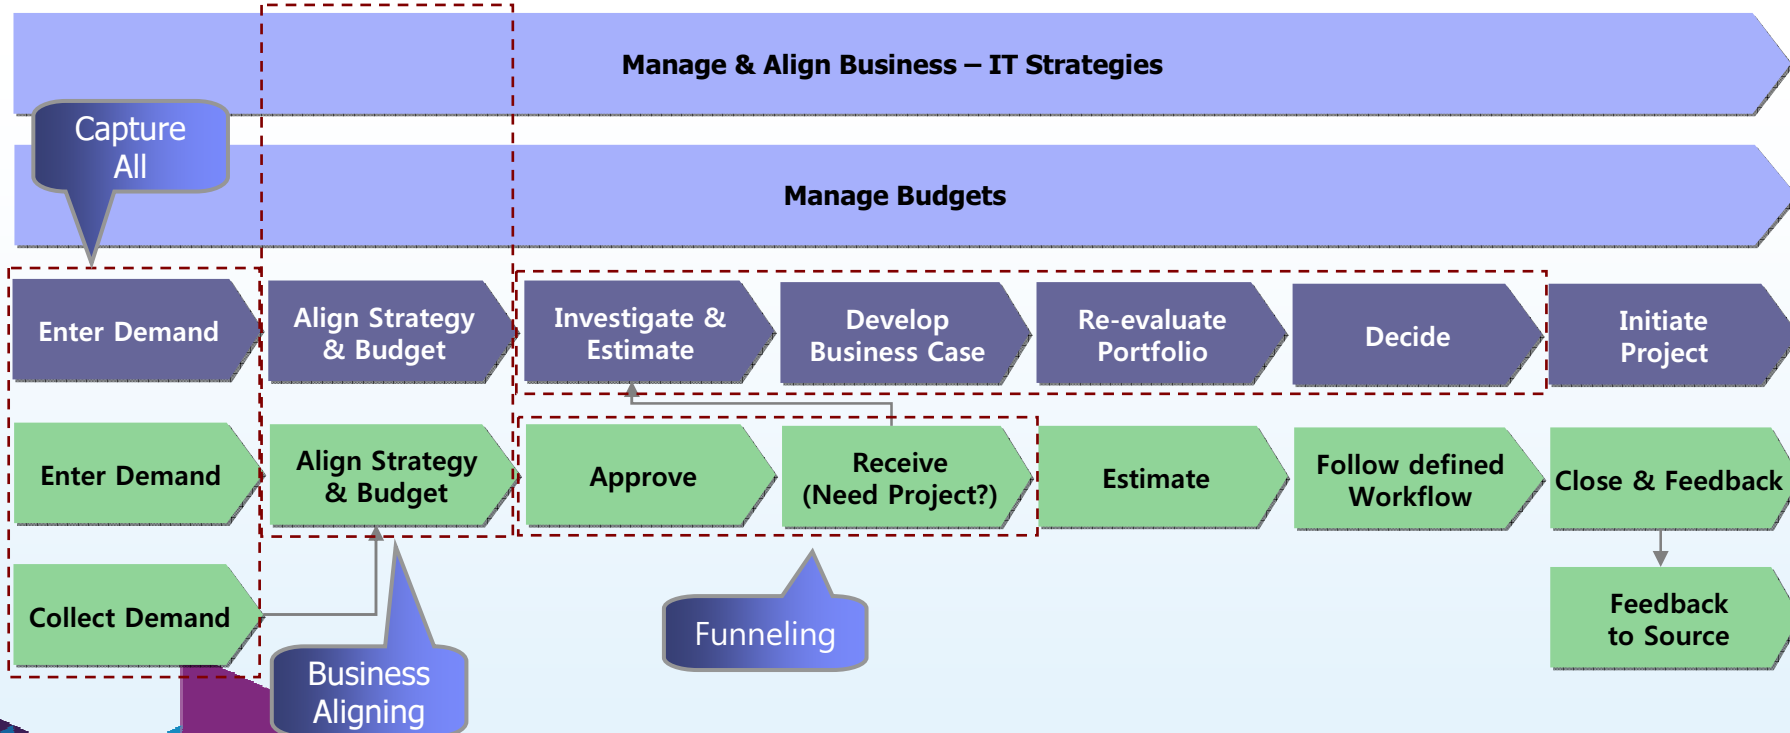 Manage & Align Business – IT Strategies
Capture
All
Manage Budgets
Enter Demand
Align Strategy
& Budget
Investigate &
Estimate
Develop
Business Case
Re-evaluate
Portfolio
Decide
Initiate
Project
Enter Demand
Align Strategy
& Budget
Approve
Receive
(Need Project?)
Estimate
Follow defined
Workflow
Close & Feedback
Collect Demand
Business
Aligning
Funneling
Feedback
to Source